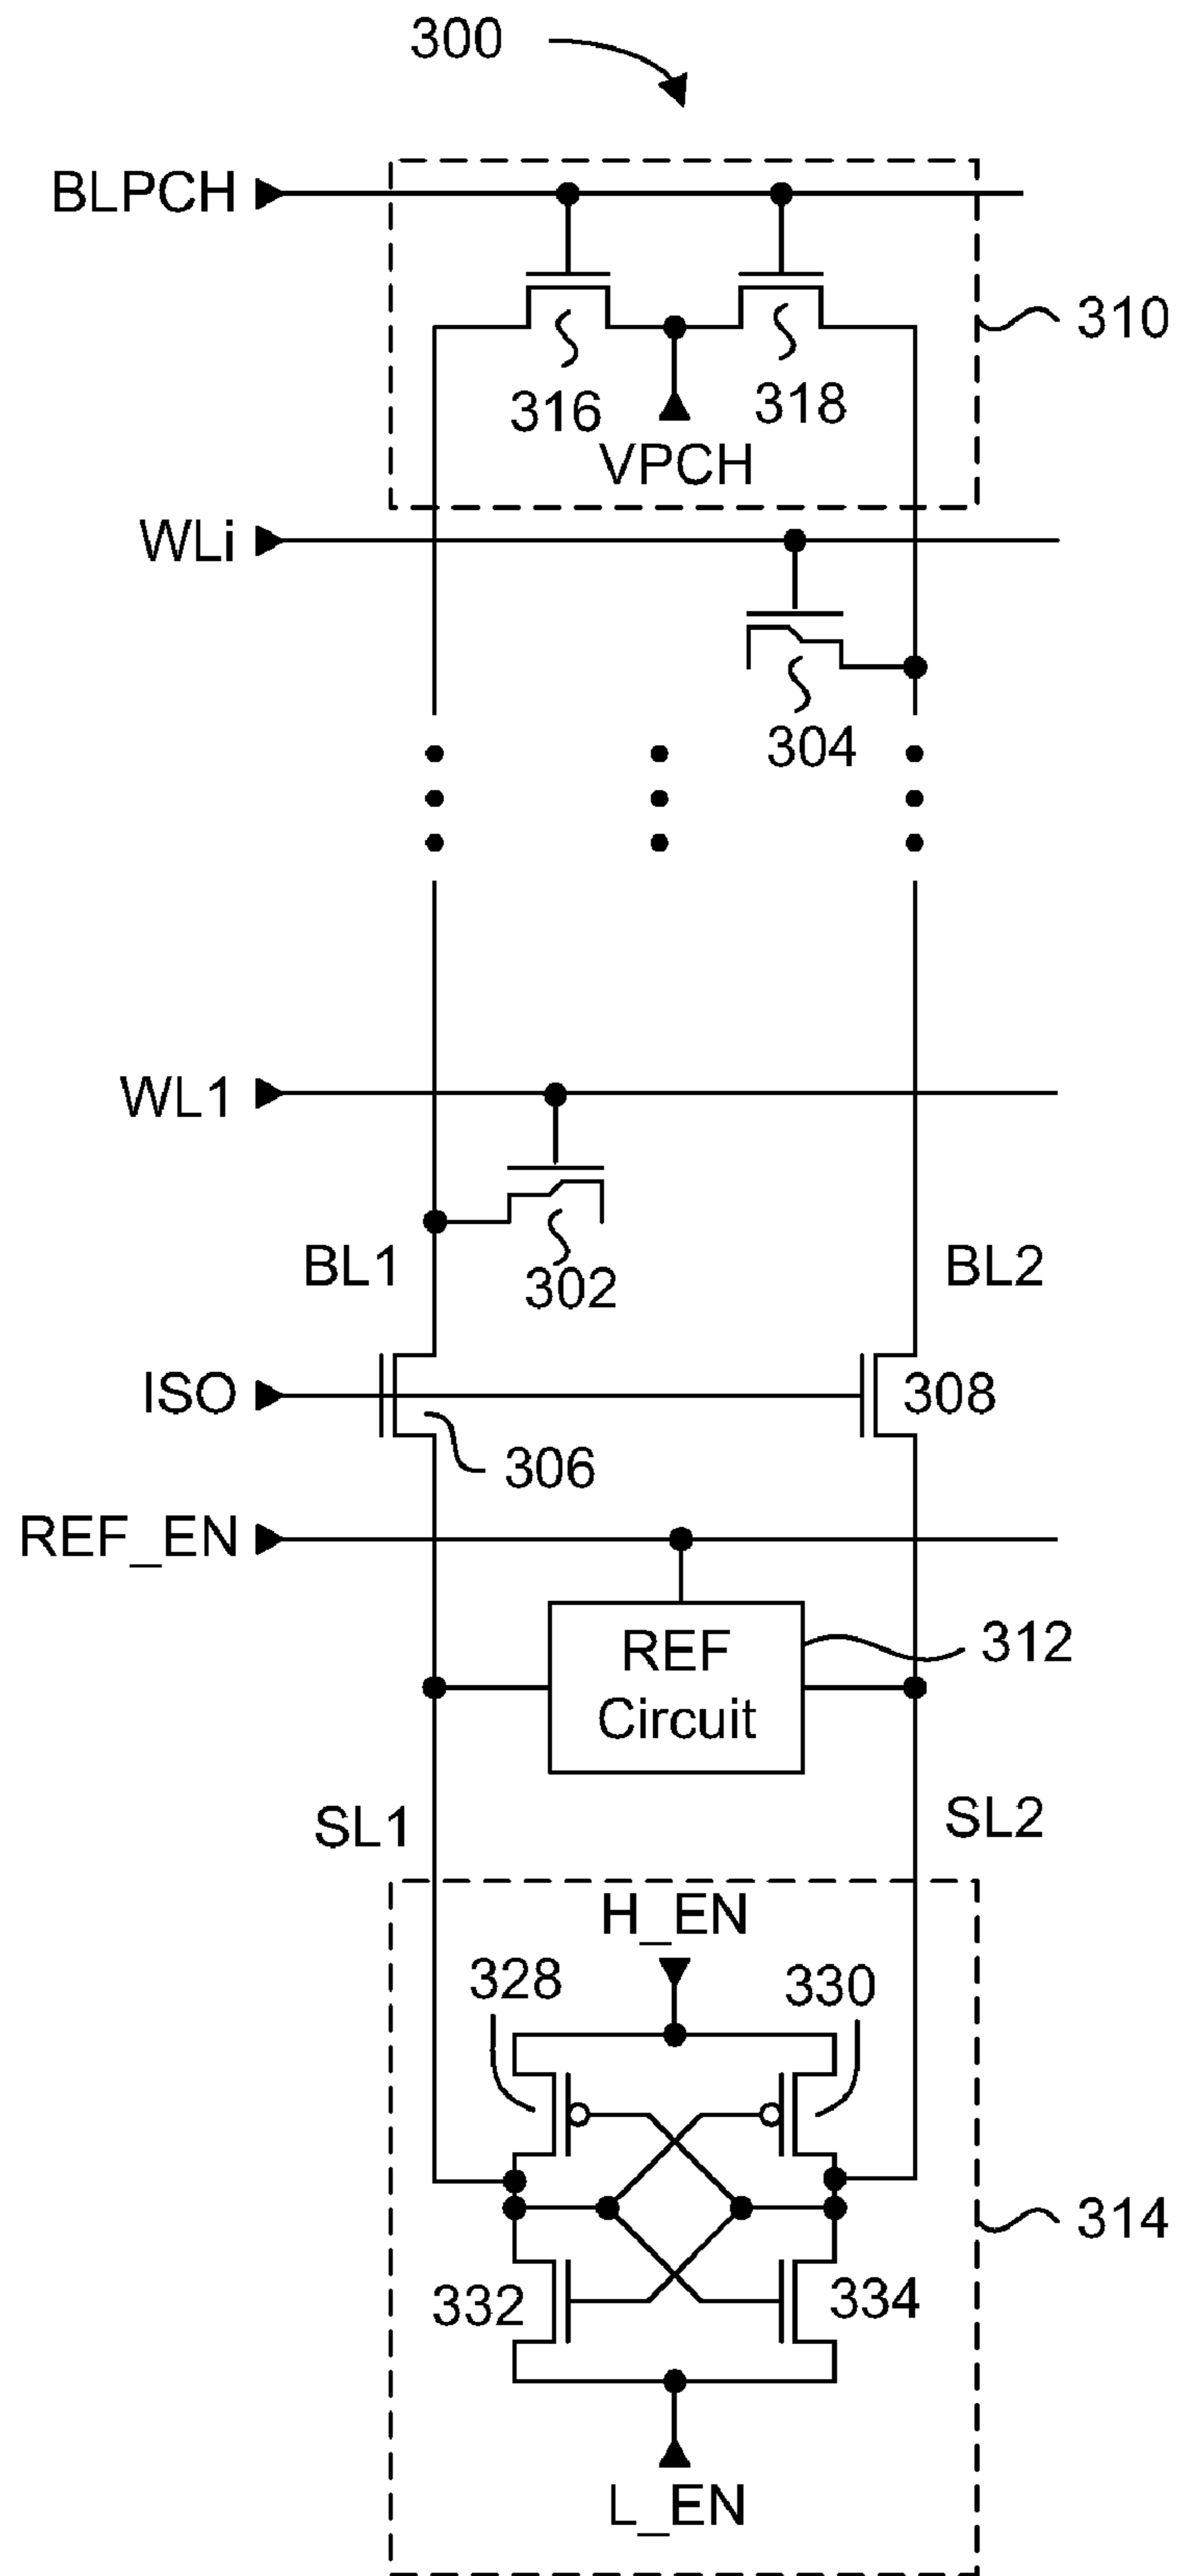 300
BLPCH
310
316
318
VPCH
WLi
304
WL1
302
BL1
BL2
ISO
308
306
REF_EN
REF
Circuit
312
SL1
SL2
H_EN
328
330
314
332
334
L_EN